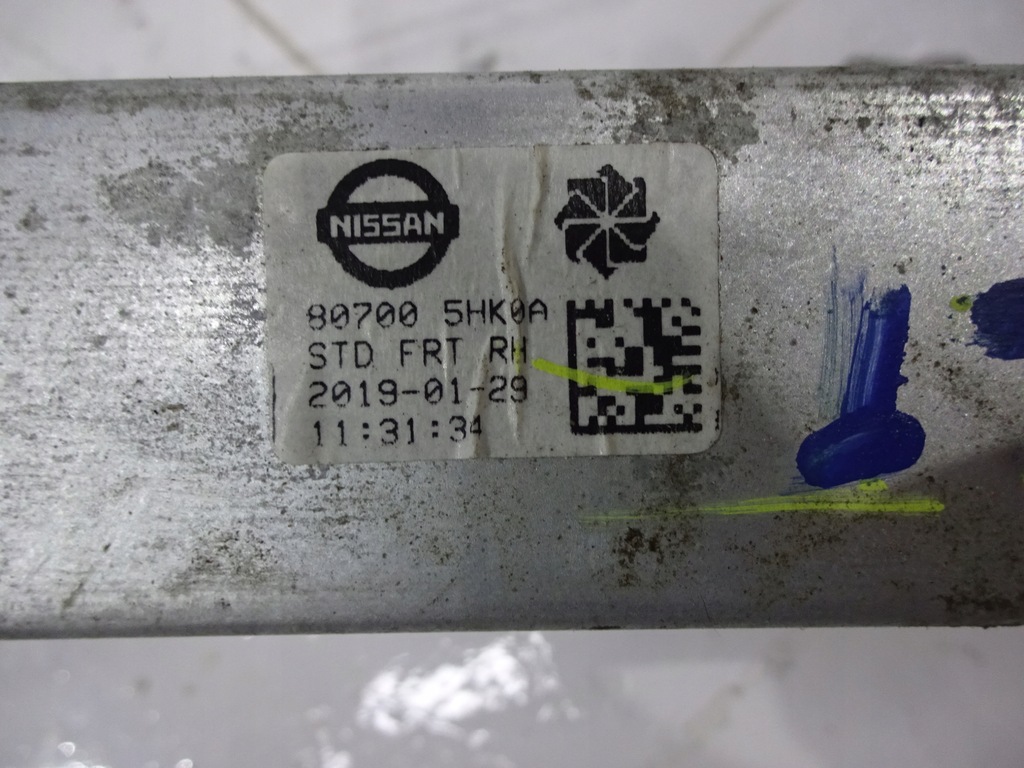 NISSAN
80700 5HK0A
STD FRT RH
2019-01-29
11:31:34